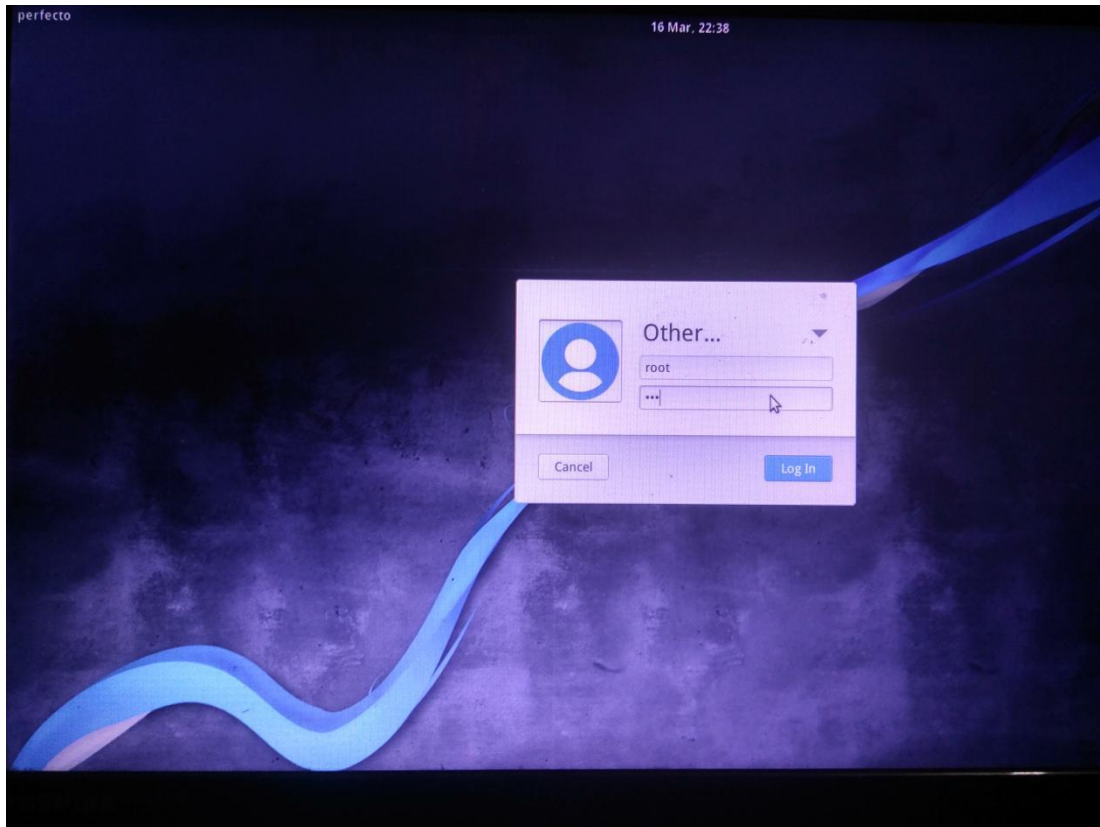 perfecto
16 Mar, 22:38
Other...
root
•••
Cancel
Log In